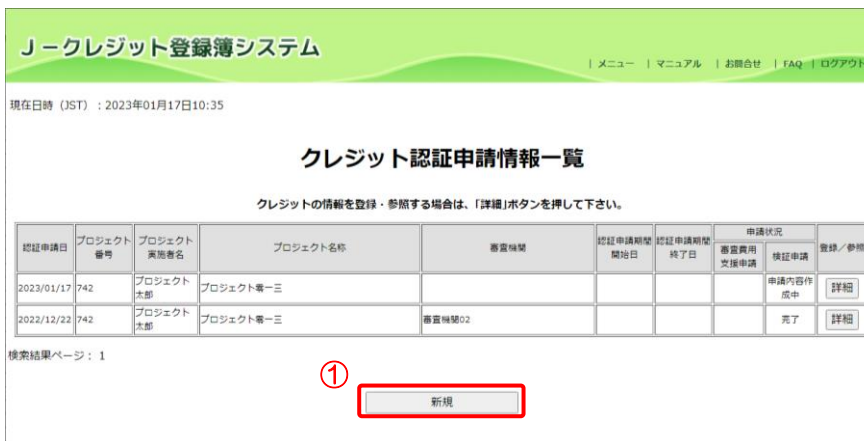 Ｊークレジット登録簿システム
| メニュー | マニュアル | お問合せ | FAQ | ログアウト
現在日時（JST）：2023年01月17日10:35
クレジット認証申請情報一覧
クレジットの情報を登録・参照する場合は、「詳細」ボタンを押して下さい。
認証申請日 プロジェクト番号 プロジェクト実施者名 プロジェクト名称 審査機関 認証申請期間開始日 認証申請期間終了日 申請状況 審査費用支援申請 検証申請 登録／参照
2023/01/17 742 プロジェクト太郎 プロジェクト零一三 申請内容作成中 詳細
2022/12/22 742 プロジェクト太郎 プロジェクト零一三 審査機関02 完了 詳細
検索結果ページ： 1
①
新規